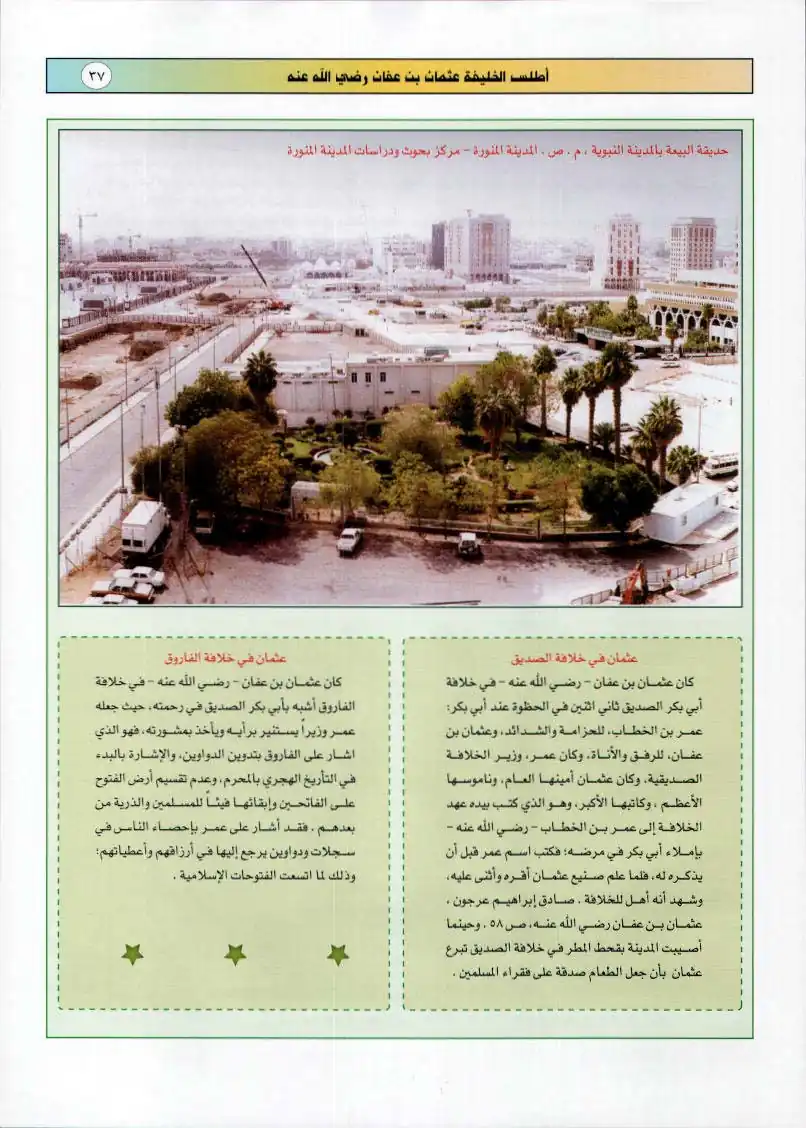 أطلس الخليفة عثمان بن عفان رضي الله عنه
٣٧
حديقة البيعة بالمدينة النبوية ، م . ص . المدينة المنورة - مركز بحوث ودراسات المدينة المنورة
عثمان في خلافة الصديق
كان عثمان بن عفان - رضي الله عنه - في خلافة
أبي بكر الصديق ثاني اثنين في الحظوة عند أبي بكر:
عمر بن الخطاب، للحزامة والشدائد، وعثمان بن
عفان، للرفق والأناة، وكان عمر، وزير الخلافة
الصديقية، وكان عثمان أمينها العام، وناموسها
الأعظم ، وكاتبها الأكبر، وهو الذي كتب بيده عهد
الخلافة إلى عمر بن الخطاب - رضي الله عنه -
بإملاء أبي بكر في مرضه؛ فكتب اسم عمر قبل أن
يذكره له، فلما علم صنيع عثمان أقره وأثنى عليه،
وشهد أنه أهل للخلافة . صادق إبراهيم عرجون ،
عثمان بن عفان رضي الله عنه، ص ٥٨ . وحينما
أصيبت المدينة بقحط المطر في خلافة الصديق تبرع
عثمان بأن جعل الطعام صدقة على فقراء المسلمين .
عثمان في خلافة الفاروق
كان عثمان بن عفان - رضي الله عنه - في خلافة
الفاروق أشبه بأبي بكر الصديق في رحمته، حيث جعله
عمر وزيراً يستنير برأيه ويأخذ بمشورته، فهو الذي
اشار على الفاروق بتدوين الدواوين، والإشارة بالبدء
في التأريخ الهجري بالمحرم، وعدم تقسيم أرض الفتوح
على الفاتحين وإبقائها فيئاً للمسلمين والذرية من
بعدهم . فقد أشار على عمر بإحصاء الناس في
سجلات ودواوين يرجع إليها في أرزاقهم وأعطياتهم؛
وذلك لما اتسعت الفتوحات الإسلامية .